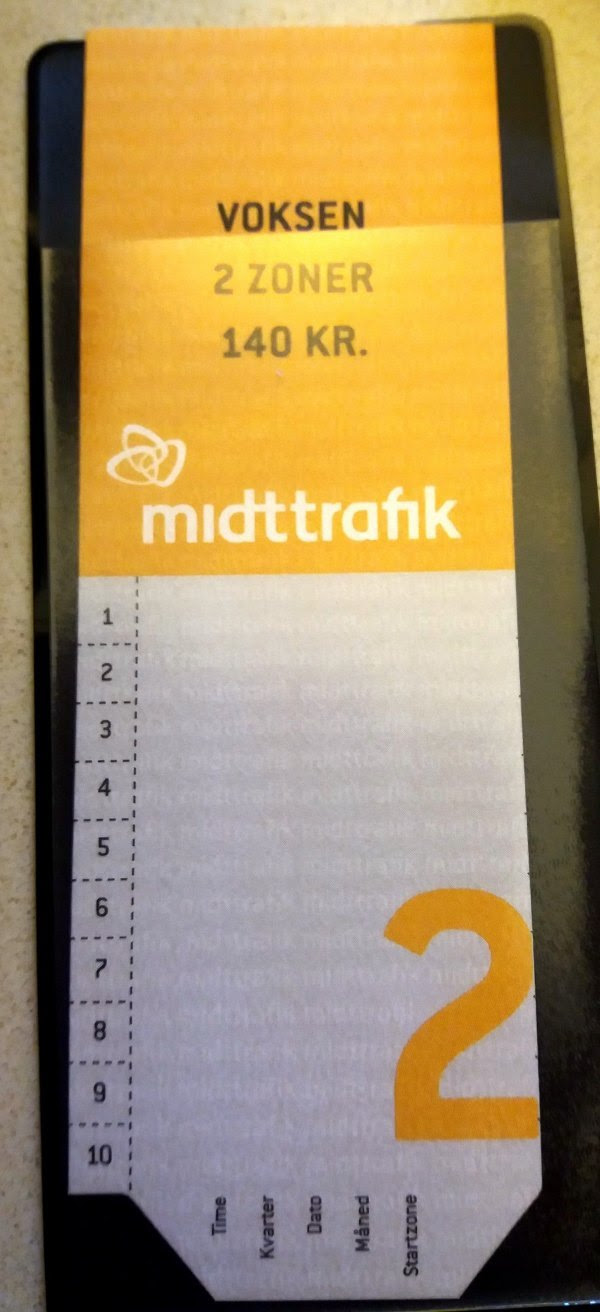 VOKSEN
2 ZONER
140 KR.
midttrafik
1
2
3
4
5
6
7
8
9
10
2
Time
Kvarter
Dato
Måned
Startzone